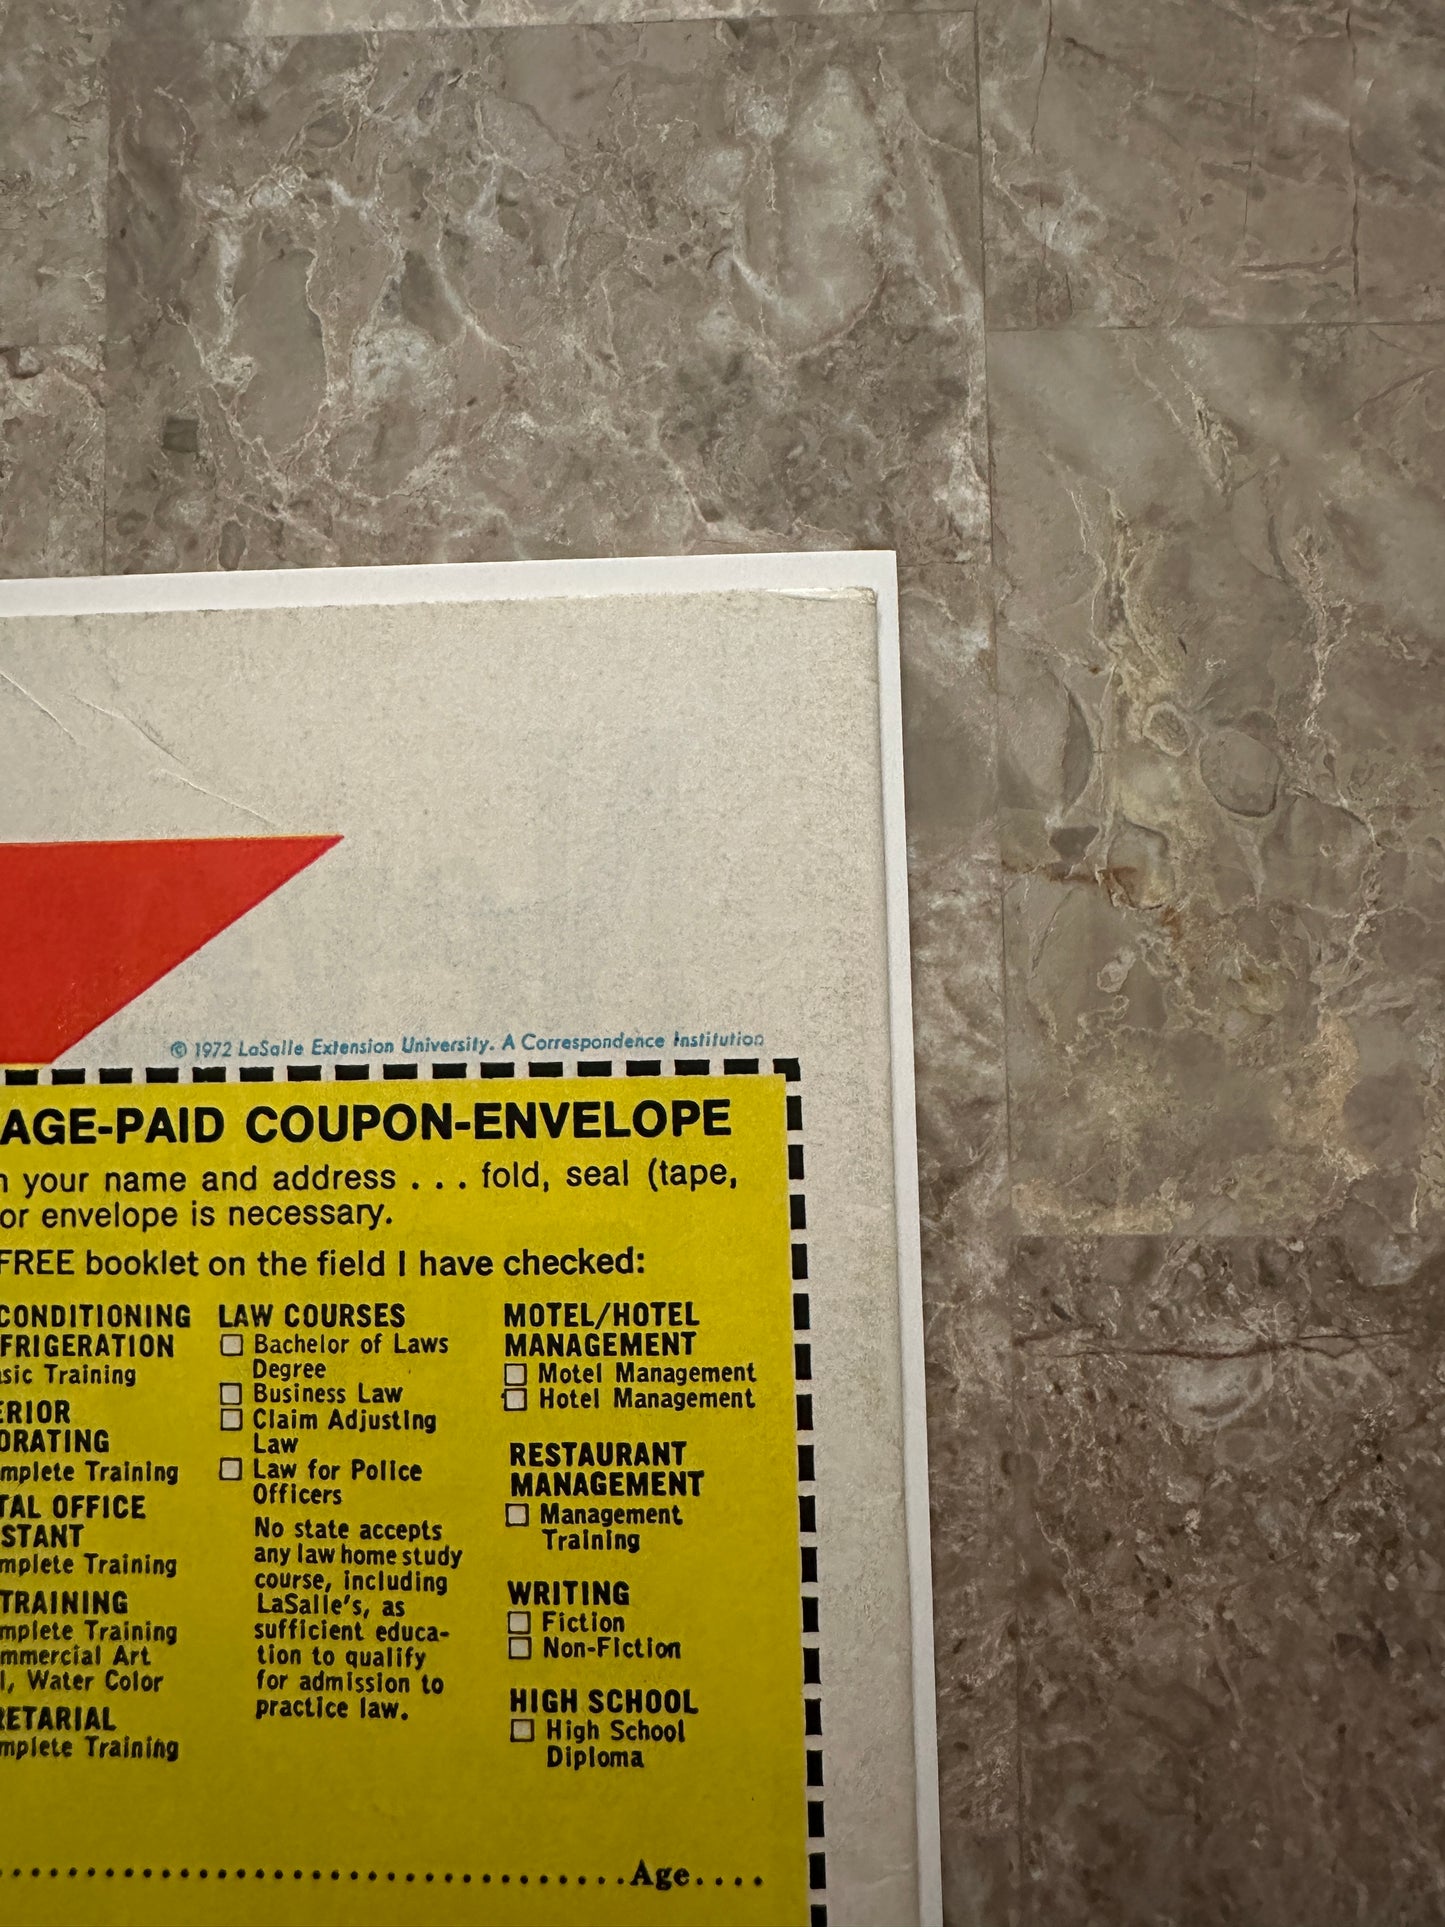 © 1972 LaSalle Extension University. A Correspondence Institution
AGE-PAID COUPON-ENVELOPE
your name and address . . . fold, seal (tape,
or envelope is necessary.
FREE booklet on the field I have checked:
CONDITIONING
FRIGERATION
sic Training
ERIOR
ORATING
mplete Training
TAL OFFICE
STANT
mplete Training
TRAINING
mplete Training
mmercial Art
l, Water Color
RETARIAL
mplete Training
LAW COURSES
Bachelor of Laws
Degree
Business Law
Claim Adjusting
Law
Law for Police
Officers
No state accepts
any law home study
course, including
LaSalle's, as
sufficient educa-
tion to qualify
for admission to
practice law.
MOTEL/HOTEL
MANAGEMENT
Motel Management
Hotel Management
RESTAURANT
MANAGEMENT
Management
Training
WRITING
Fiction
Non-Fiction
HIGH SCHOOL
High School
Diploma
Age....